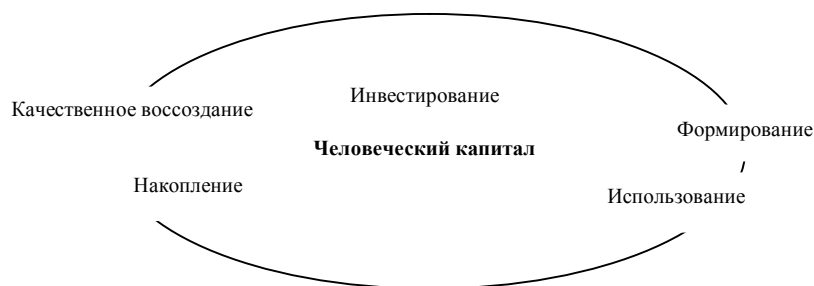 Инвестирование
Качественное воссоздание
Формирование
Человеческий капитал
Накопление
Использование